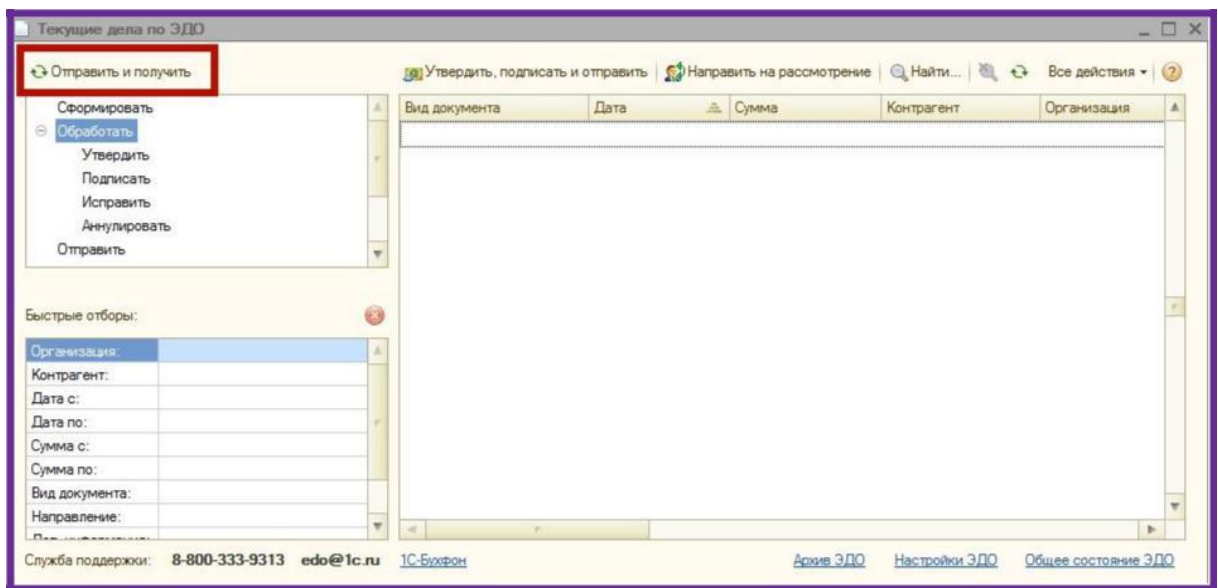 Текущие дела по ЭДО
Отправить и получить
Утвердить, подписать и отправить
Направить на рассмотрение
Найти...
Все действия
Сформировать
Обработать
Утвердить
Подписать
Исправить
Аннулировать
Отправить
Вид документа
Дата
Сумма
Контрагент
Организация
Быстрые отборы:
Организация:
Контрагент:
Дата с:
Дата по:
Сумма с:
Сумма по:
Вид документа:
Направление:
Служба поддержки: 8-800-333-9313 edo@1c.ru 1С-Бухфон
Архив ЭДО
Настройки ЭДО
Общее состояние ЭДО